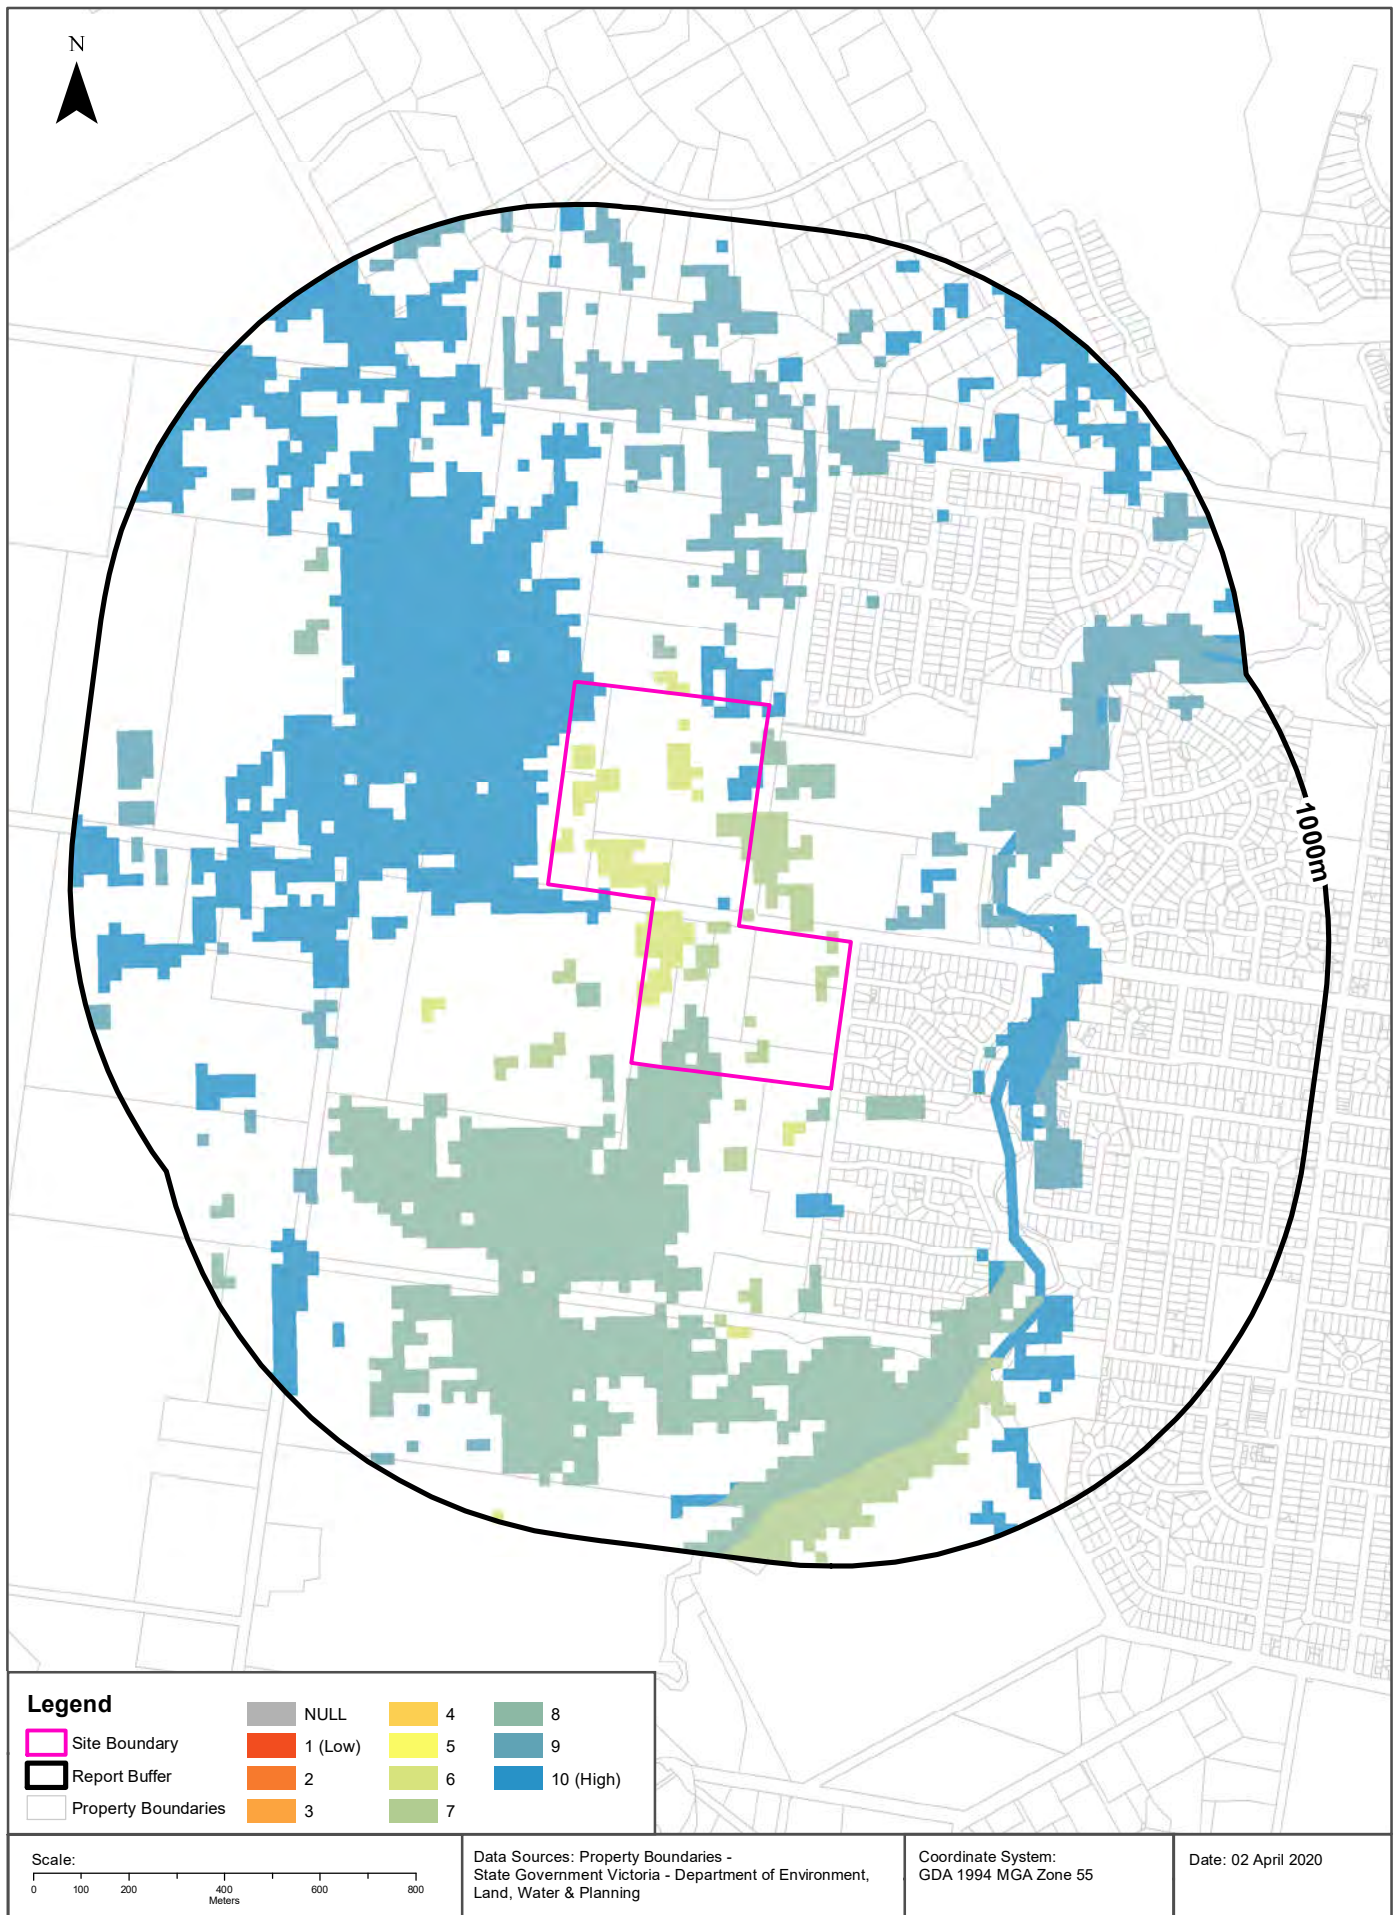 N
1000m
Legend
Site Boundary
Report Buffer
Property Boundaries
NULL
1 (Low)
2
3
4
5
6
7
8
9
10 (High)
Scale:
0 100 200 400 600 800
Meters
Data Sources: Property Boundaries -
State Government Victoria - Department of Environment,
Land, Water & Planning
Coordinate System:
GDA 1994 MGA Zone 55
Date: 02 April 2020